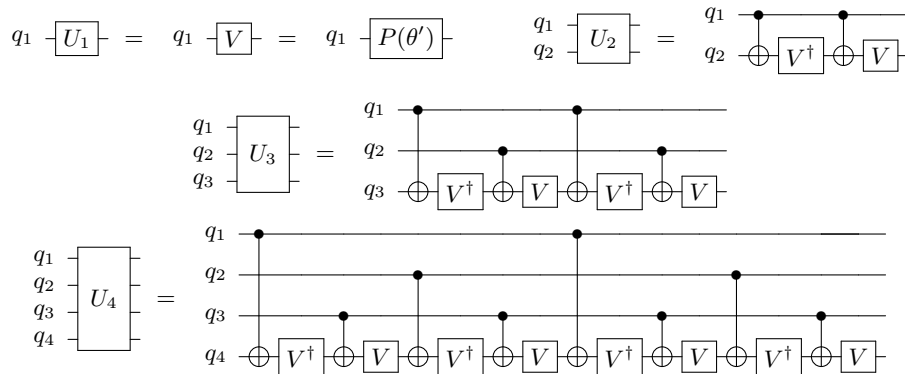 q₁ U₁ = q₁ V = q₁ P(θ′)
q₁ q₂ U₂ = q₁ q₂ V† V
q₁ q₂ q₃ U₃ = q₁ q₂ q₃ V† V V† V
q₁ q₂ q₃ q₄ U₄ = q₁ q₂ q₃ q₄ V† V V† V V† V V† V